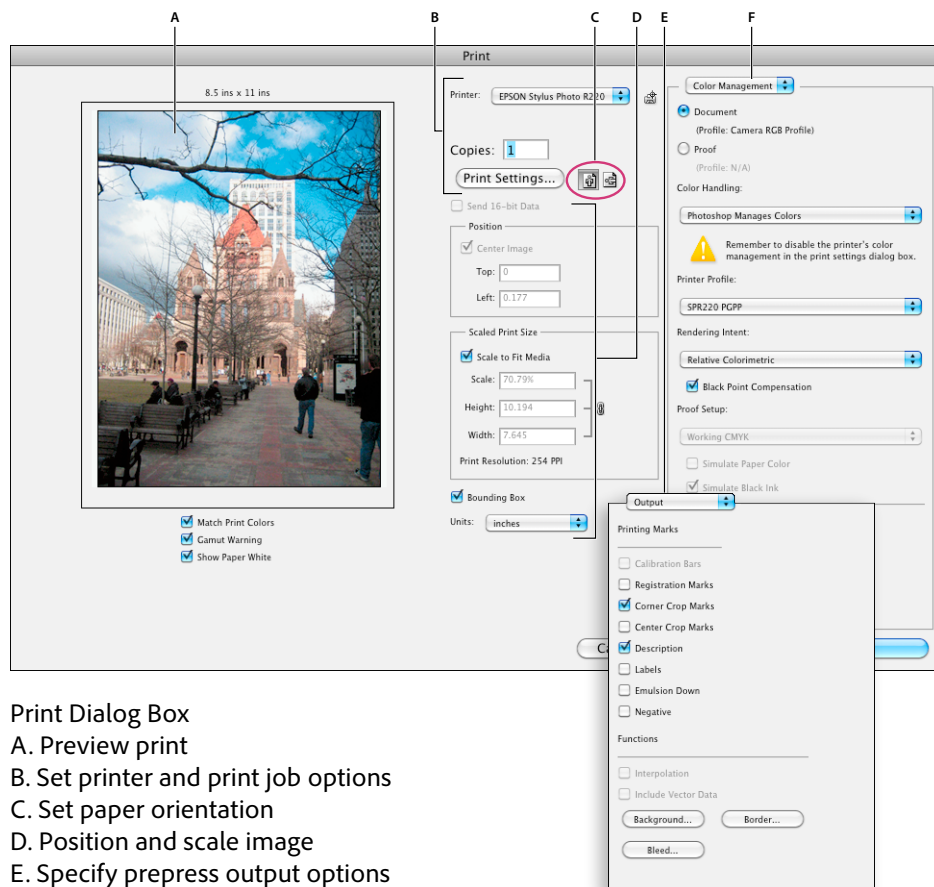 A B C D E F
Print
8.5 ins x 11 ins
Match Print Colors
Gamut Warning
Show Paper White
Printer: EPSON Stylus Photo R220
Copies: 1
Print Settings...
Send 16-bit Data
Position
Center Image
Top: 0
Left: 0.177
Scaled Print Size
Scale to Fit Media
Scale: 70.79%
Height: 10.194
Width: 7.645
Print Resolution: 254 PPI
Bounding Box
Units: inches
Color Management
Document
(Profile: Camera RGB Profile)
Proof
(Profile: N/A)
Color Handling:
Photoshop Manages Colors
Remember to disable the printer's color
management in the print settings dialog box.
Printer Profile:
SPR220 PGPP
Rendering Intent:
Relative Colorimetric
Black Point Compensation
Proof Setup:
Working CMYK
Simulate Paper Color
Simulate Black Ink
Output
Printing Marks
Calibration Bars
Registration Marks
Corner Crop Marks
Center Crop Marks
Description
Labels
Emulsion Down
Negative
Functions
Interpolation
Include Vector Data
Background... Border...
Bleed...
Print Dialog Box
A. Preview print
B. Set printer and print job options
C. Set paper orientation
D. Position and scale image
E. Specify prepress output options